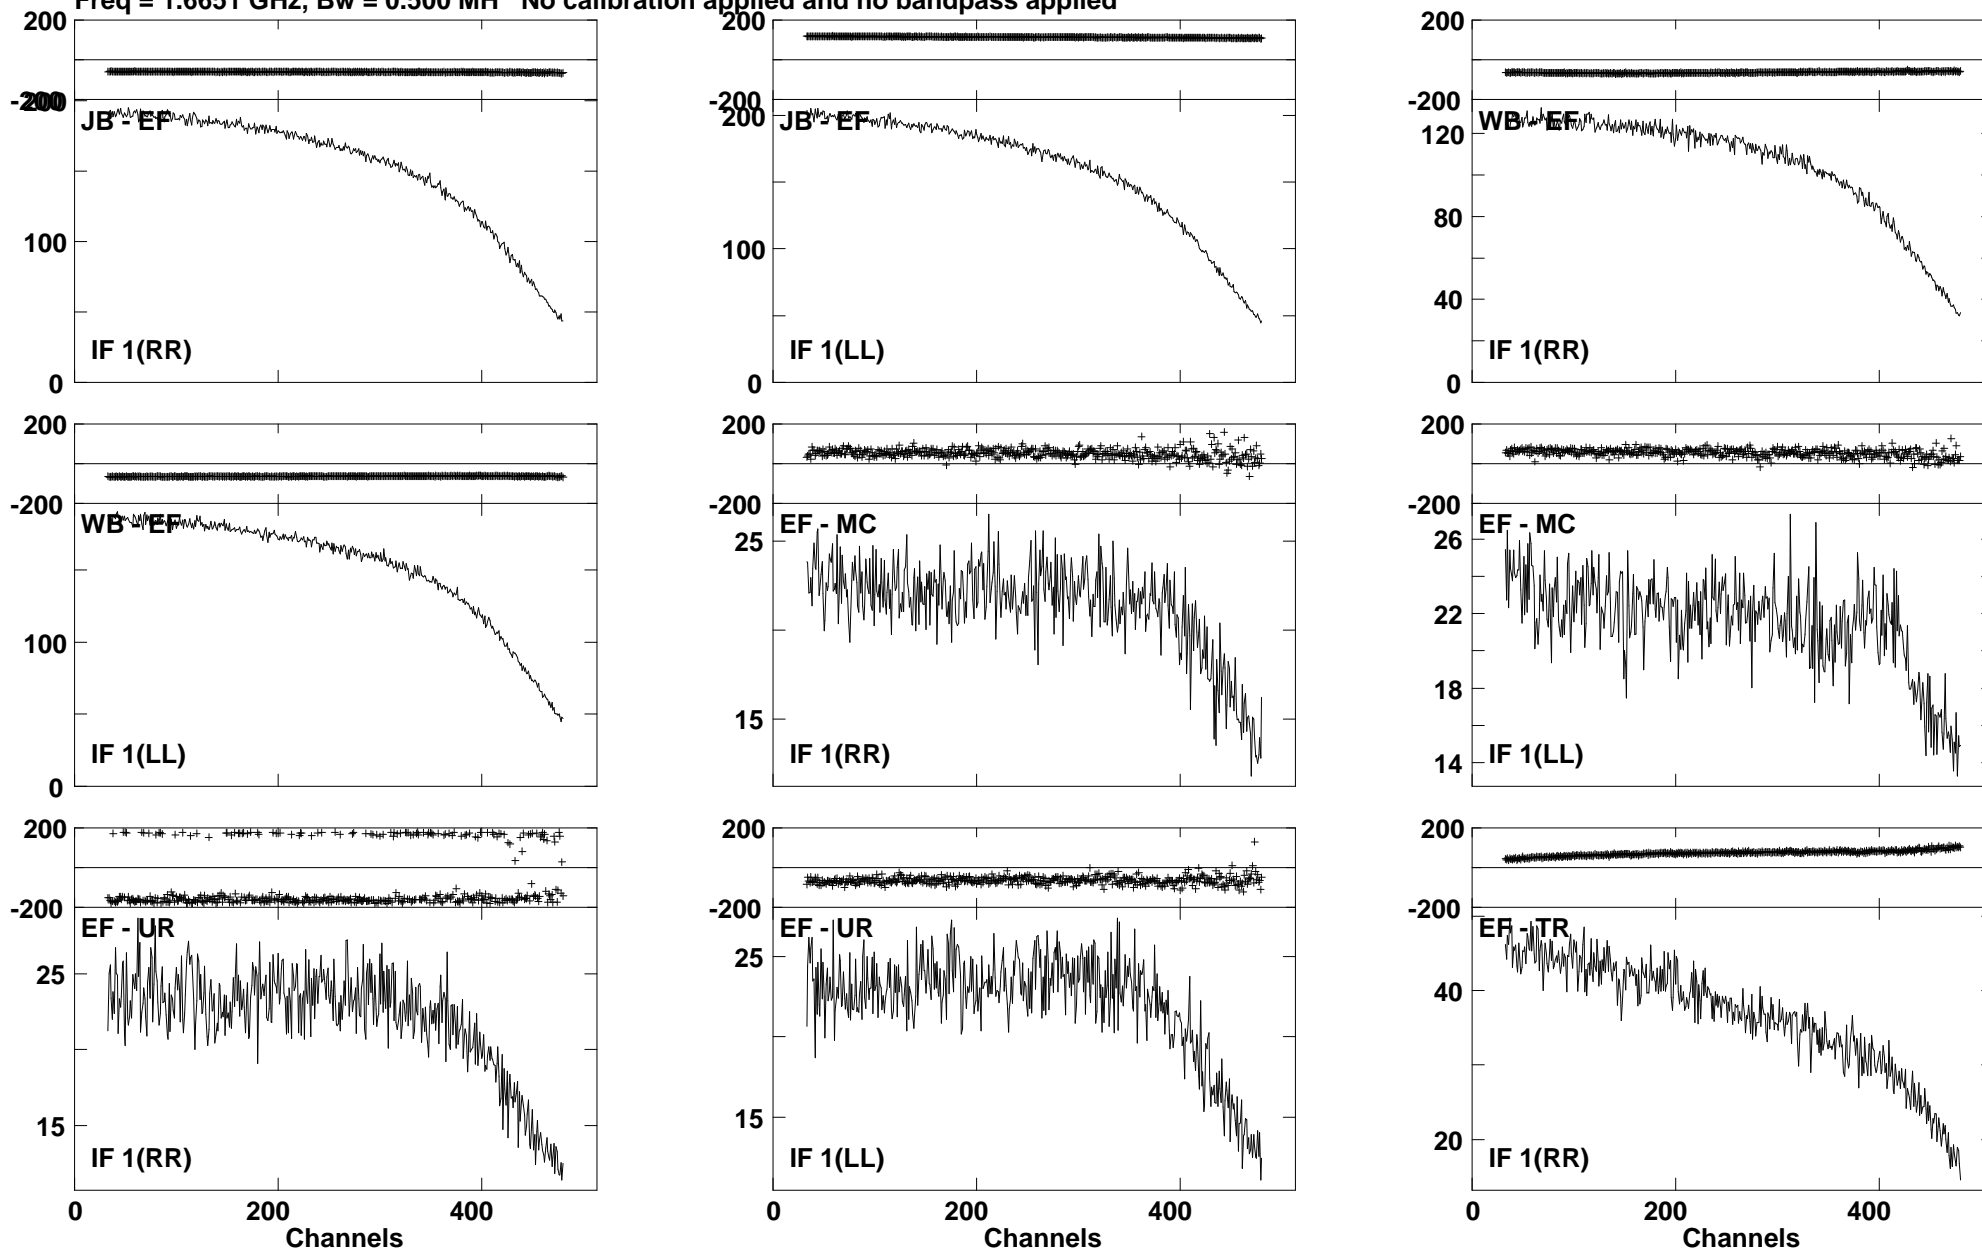 Freq = 1.6651 GHz, Bw = 0.500 MH No calibration applied and no bandpass applied
200 200 200
-200 -200 -200
JB - EF JB - EF WB - EF
200 200 120
100 100 80
40
IF 1(RR) IF 1(LL) IF 1(RR)
0 0 0
200 200 200
-200 -200 -200
WB - EF EF - MC EF - MC
25 26
22
100 15 18
14
IF 1(LL) IF 1(RR) IF 1(LL)
0
200 200 200
-200 -200 -200
EF - UR EF - UR EF - TR
25 25 40
15 15 20
IF 1(RR) IF 1(LL) IF 1(RR)
0 200 400 0 200 400 0 200 400
Channels Channels Channels